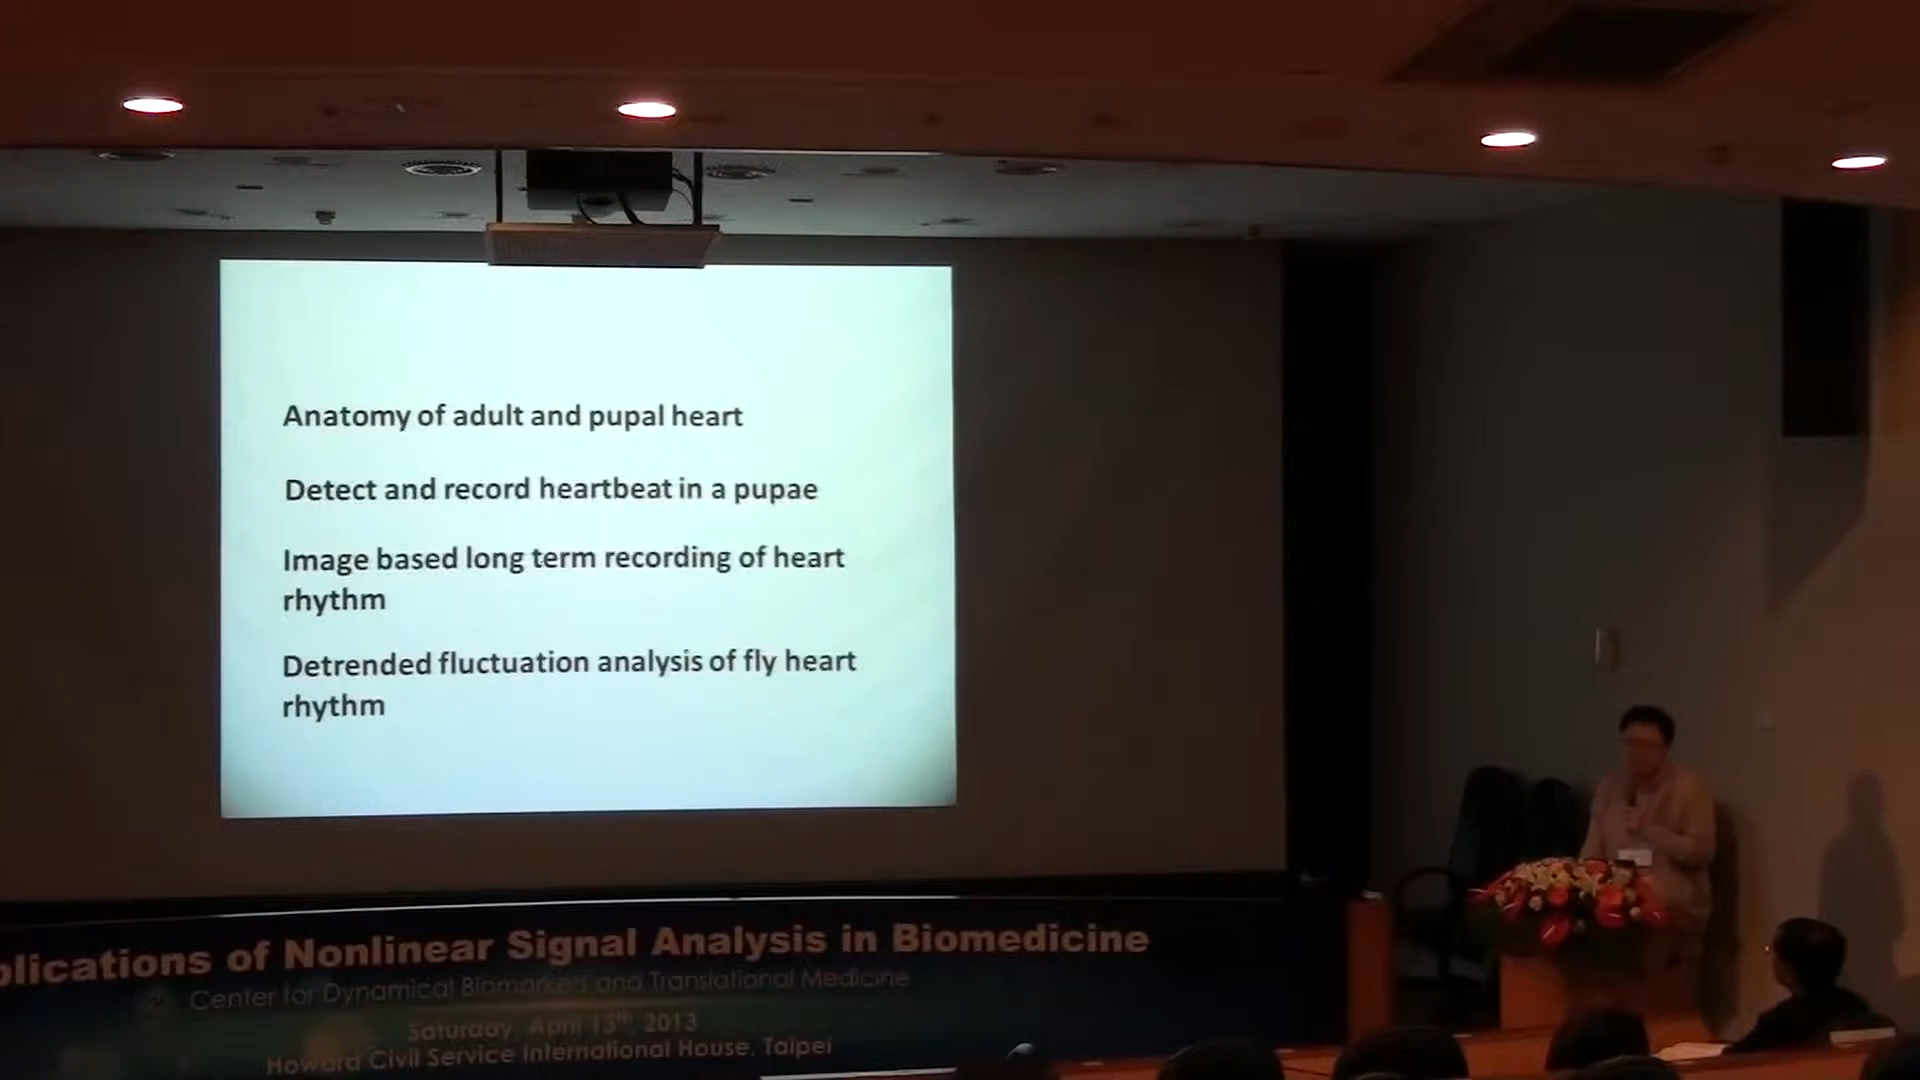 Anatomy of adult and pupal heart
Detect and record heartbeat in a pupae
Image based long term recording of heart
rhythm
Detrended fluctuation analysis of fly heart
rhythm
plications of Nonlinear Signal Analysis in Biomedicine
Center for Dynamical Biomarkers and Translational Medicine
Saturday, April 13th, 2013
Howard Civil Service International House, Taipei